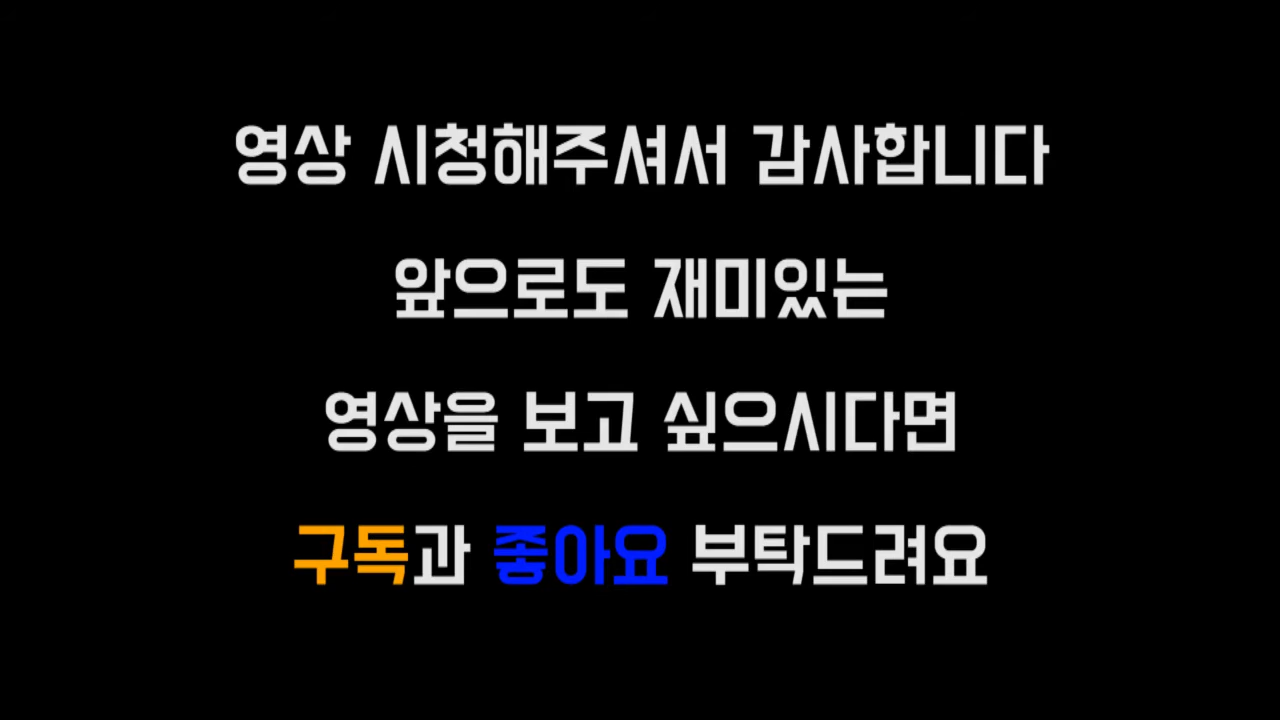 영상 시청해주셔서 감사합니다
앞으로도 재미있는
영상을 보고 싶으시다면
구독과 좋아요 부탁드려요